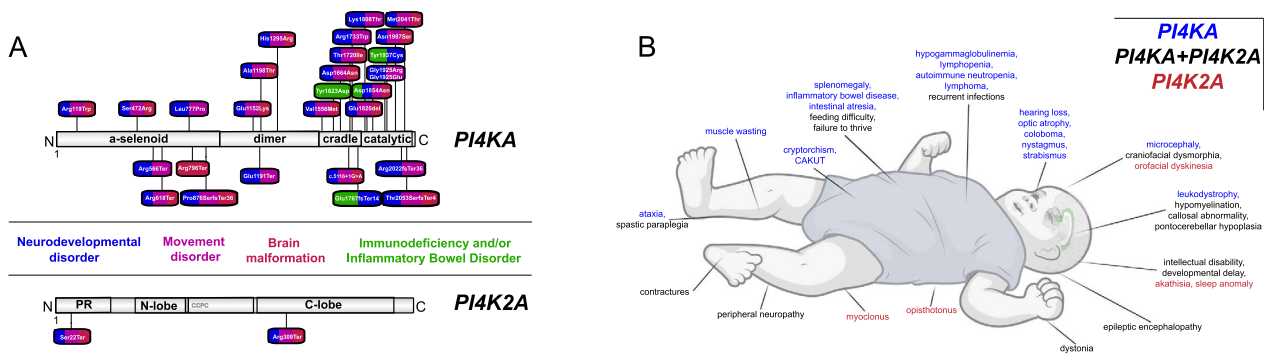 A
Lys1808Thr
Met2041Thr
His1295Arg
Arg1733Trp
Asn1987Ser
Thr1720Ile
Tyr1937Cys
Ala1198Thr
Asp1664Asn
Gly1925Arg
Gly1925Glu
Tyr1623Asp
Asp1854Asn
Arg119Trp
Ser472Arg
Leu777Pro
Glu1152Lys
Val1556Met
Glu1820del
N
a-selenoid
dimer
cradle
catalytic
C
PI4KA
1
Arg566Ter
Arg796Ter
Glu1191Ter
c.5116+1G>A
Arg2022fsTer36
Arg618Ter
Pro876SerfsTer36
Glu1767fsTer14
Thr2053SerfsTer4
Neurodevelopmental
disorder
Movement
disorder
Brain
malformation
Immunodeficiency and/or
Inflammatory Bowel Disorder
N
PR
N-lobe
CCPC
C-lobe
C
PI4K2A
1
Ser22Ter
Arg309Ter
B
PI4KA
PI4KA+PI4K2A
PI4K2A
hypogammaglobulinemia,
lymphopenia,
autoimmune neutropenia,
lymphoma,
recurrent infections
splenomegaly,
inflammatory bowel disease,
intestinal atresia,
feeding difficulty,
failure to thrive
hearing loss,
optic atrophy,
coloboma,
nystagmus,
strabismus
muscle wasting
cryptorchism,
CAKUT
microcephaly,
craniofacial dysmorphia,
orofacial dyskinesia
leukodystrophy,
hypomyelination,
callosal abnormality,
pontocerebellar hypoplasia
ataxia,
spastic paraplegia
intellectual disability,
developmental delay,
akathisia, sleep anomaly
contractures
peripheral neuropathy
myoclonus
opisthotonus
epileptic encephalopathy
dystonia